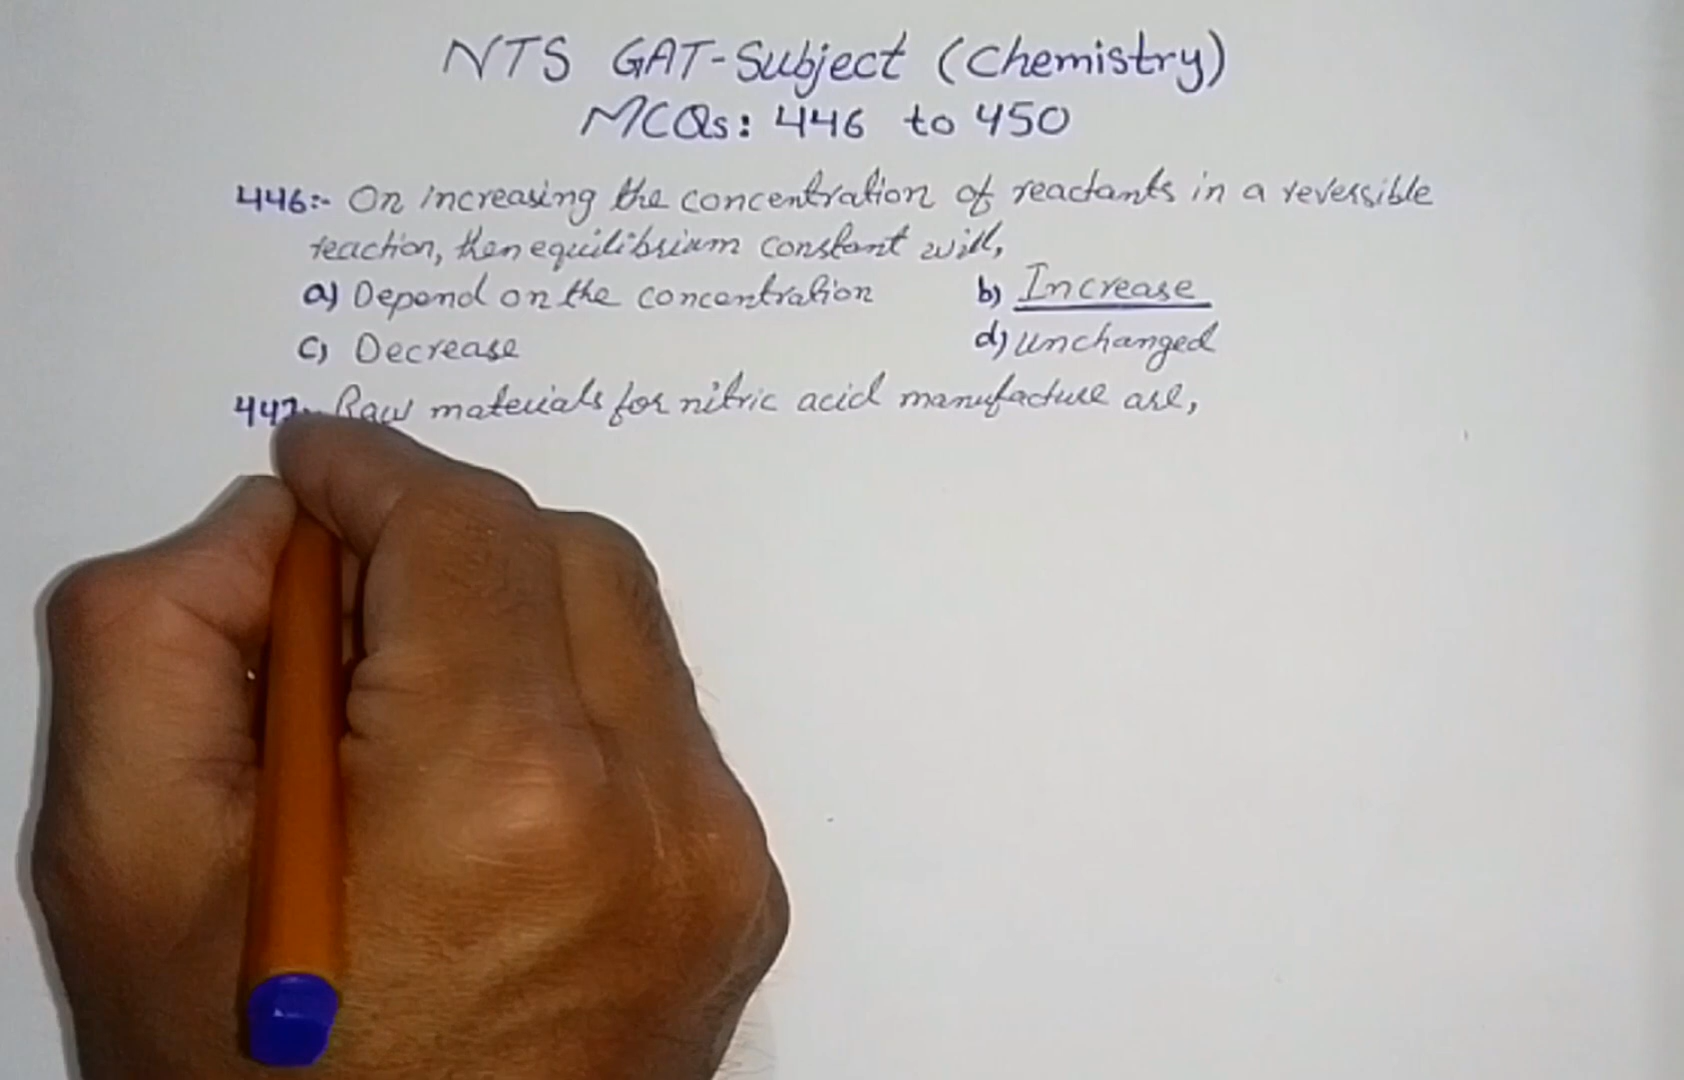 NTS GAT-Subject (Chemistry)
MCQs: 446 to 450
446:- On increasing the concentration of reactants in a reversible
reaction, then equilibrium constant will,
a) Depend on the concentration b) Increase
c) Decrease d) unchanged
447:- Raw materials for nitric acid manufacture are,